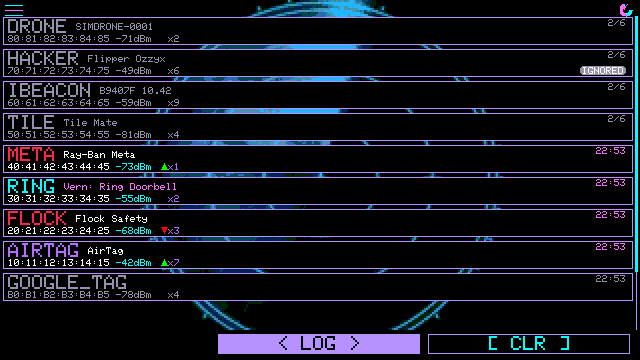 DRONE SIMDRONE-0001 2/6
80:81:82:83:84:85 -71dBm x2
HACKER Flipper Ozzyx 2/6
70:71:72:73:74:75 -49dBm x6 IGNORED
IBEACON B9407F 10.42 2/6
60:61:62:63:64:65 -59dBm x9
TILE Tile Mate 2/6
50:51:52:53:54:55 -81dBm x4
META Ray-Ban Meta 22:53
40:41:42:43:44:45 -73dBm ▲x1
RING Vern: Ring Doorbell 22:53
30:31:32:33:34:35 -55dBm x2
FLOCK Flock Safety 22:53
20:21:22:23:24:25 -68dBm ▼x3
AIRTAG AirTag 22:53
10:11:12:13:14:15 -42dBm ▲x7
GOOGLE_TAG 22:53
B0:B1:B2:B3:B4:B5 -78dBm x4
< LOG > [ CLR ]